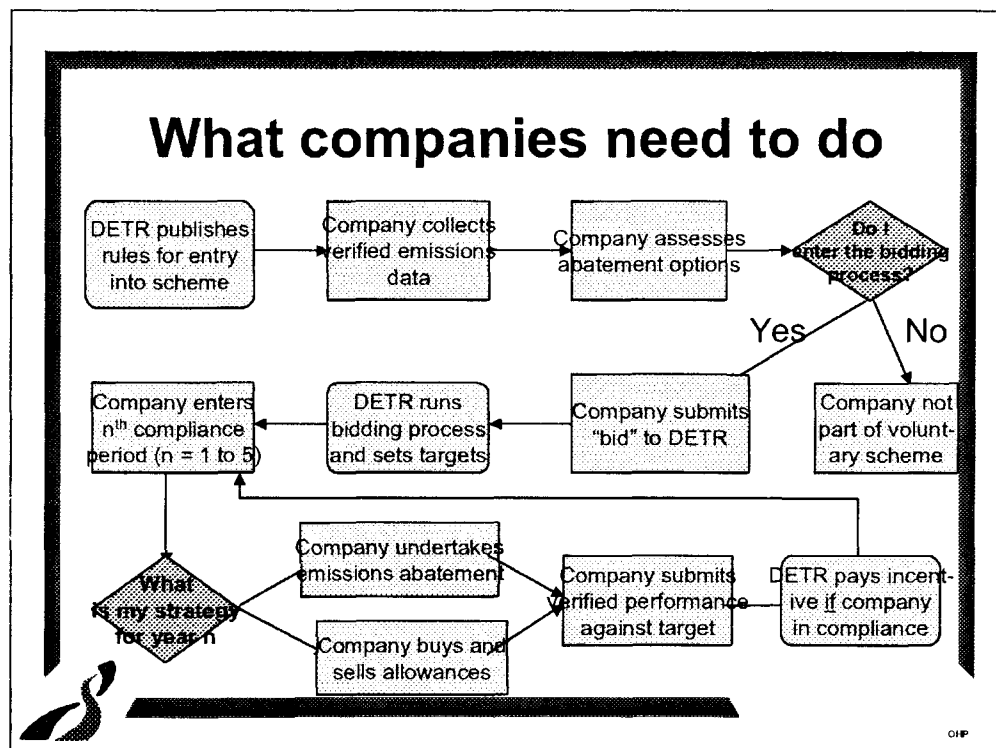 What companies need to do
DETR publishes
rules for entry
into scheme
Company collects
verified emissions
data
Company assesses
abatement options
Do I
enter the bidding
process?
Yes
No
Company enters
nth compliance
period (n = 1 to 5)
DETR runs
bidding process
and sets targets
Company submits
“bid” to DETR
Company not
part of volunt-
ary scheme
What
is my strategy
for year n
Company undertakes
emissions abatement
Company buys and
sells allowances
Company submits
verified performance
against target
DETR pays incent-
ive if company
in compliance
OHP